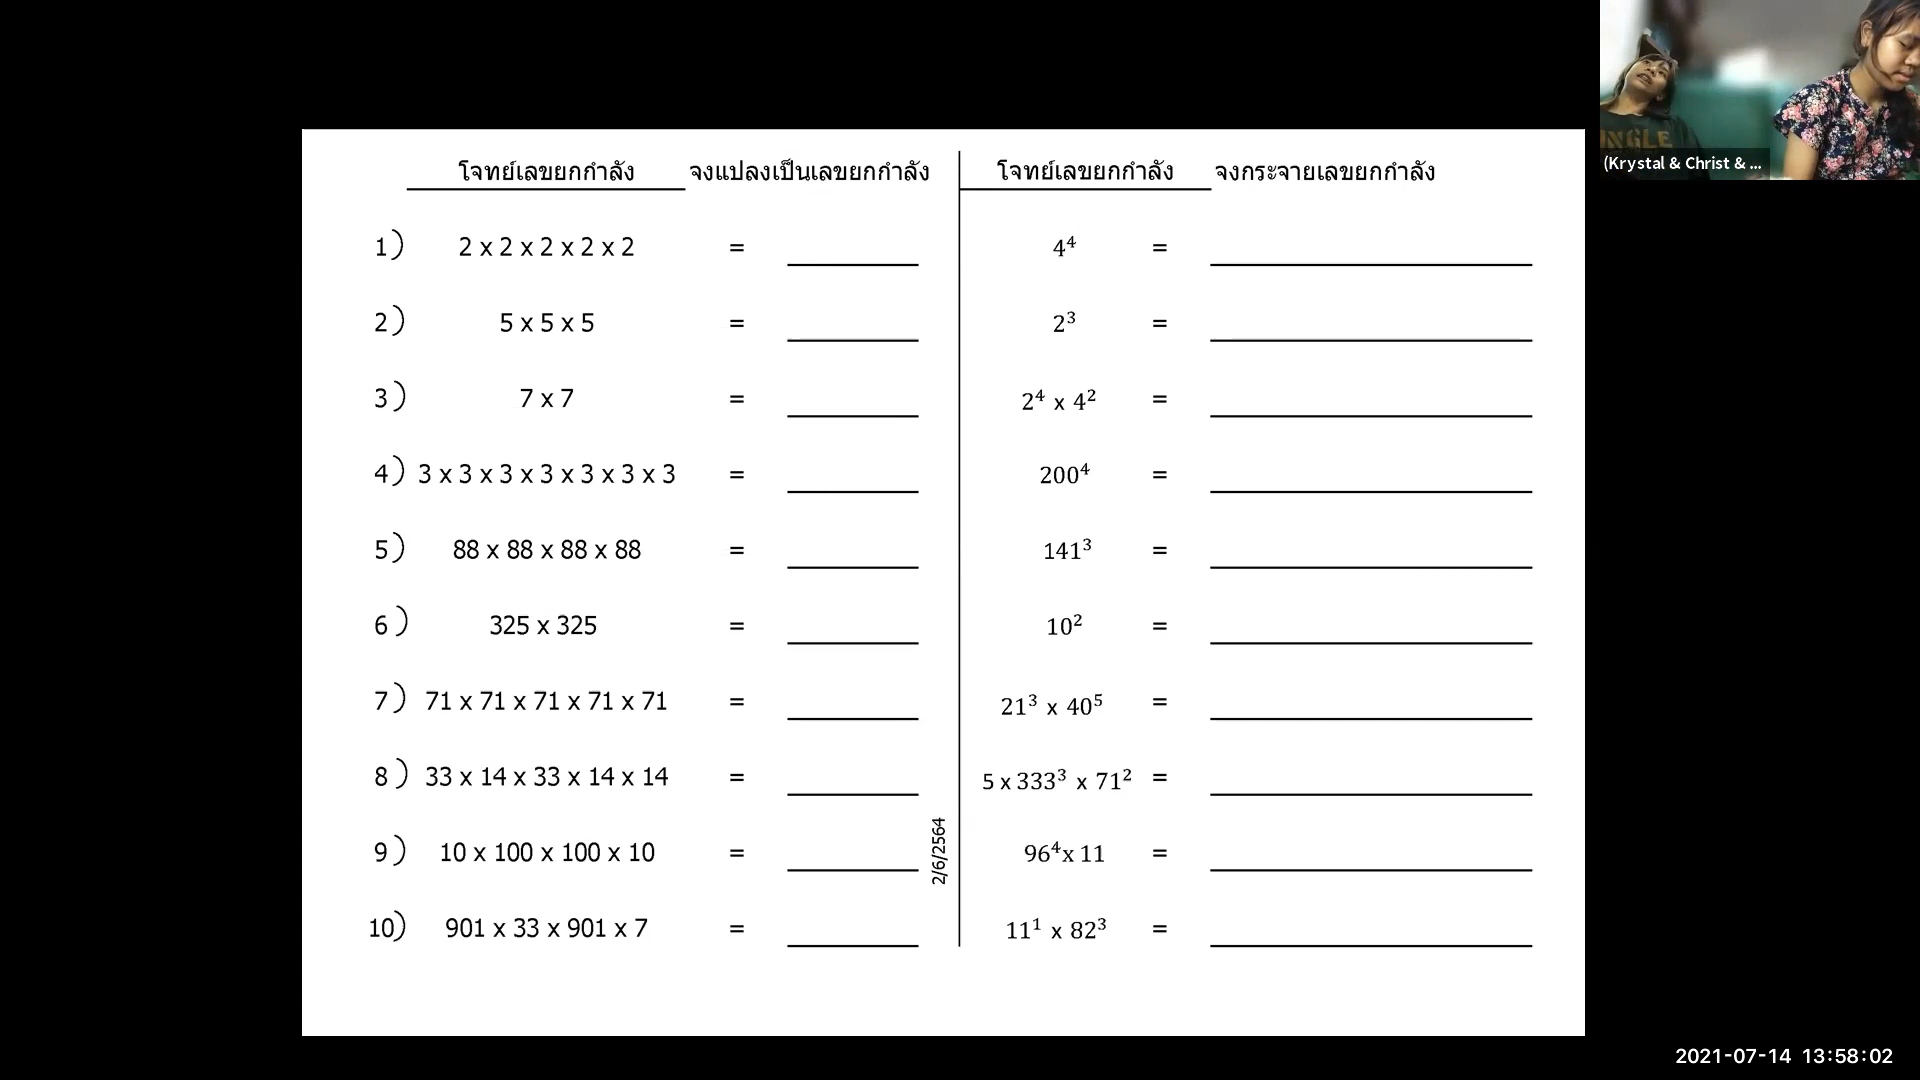 โจทย์เลขยกกำลัง จงแปลงเป็นเลขยกกำลัง โจทย์เลขยกกำลัง จงกระจายเลขยกกำลัง
1) 2 x 2 x 2 x 2 x 2 = 4⁴ =
2) 5 x 5 x 5 = 2³ =
3) 7 x 7 = 2⁴ x 4² =
4) 3 x 3 x 3 x 3 x 3 x 3 x 3 = 200⁴ =
5) 88 x 88 x 88 x 88 = 141³ =
6) 325 x 325 = 10² =
7) 71 x 71 x 71 x 71 x 71 = 21³ x 40⁵ =
8) 33 x 14 x 33 x 14 x 14 = 5 x 333³ x 71² =
9) 10 x 100 x 100 x 10 = 96⁴x 11 =
10) 901 x 33 x 901 x 7 = 11¹ x 82³ =
2/6/2564
(Krystal & Christ & ...
2021-07-14 13:58:02